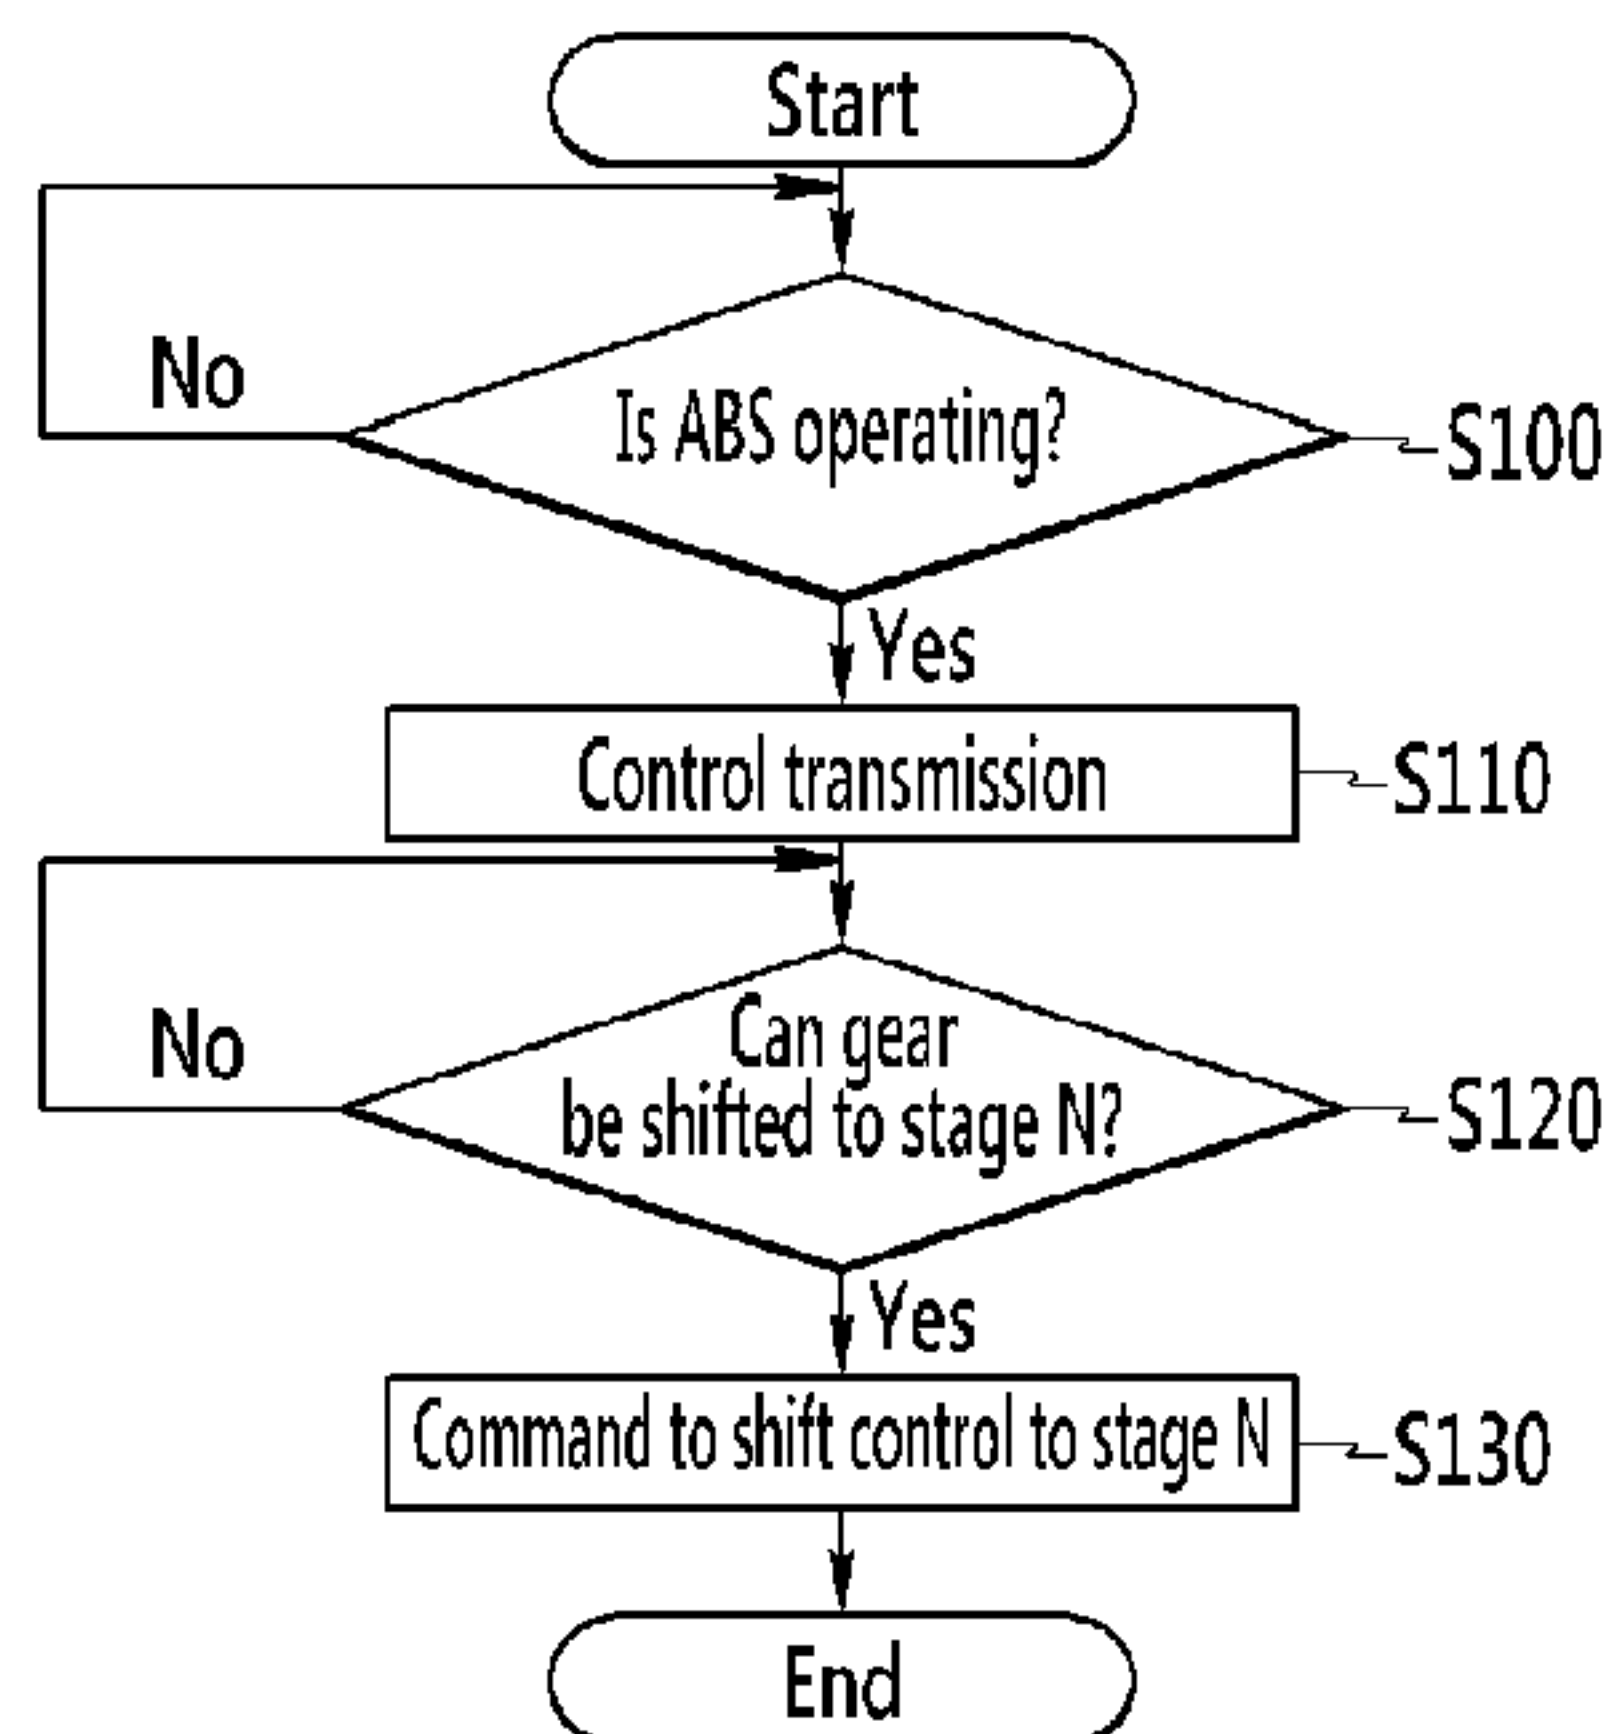 Start
No
Is ABS operating?
S100
Yes
Control transmission
S110
No
Can gear
be shifted to stage N?
S120
Yes
Command to shift control to stage N
S130
End